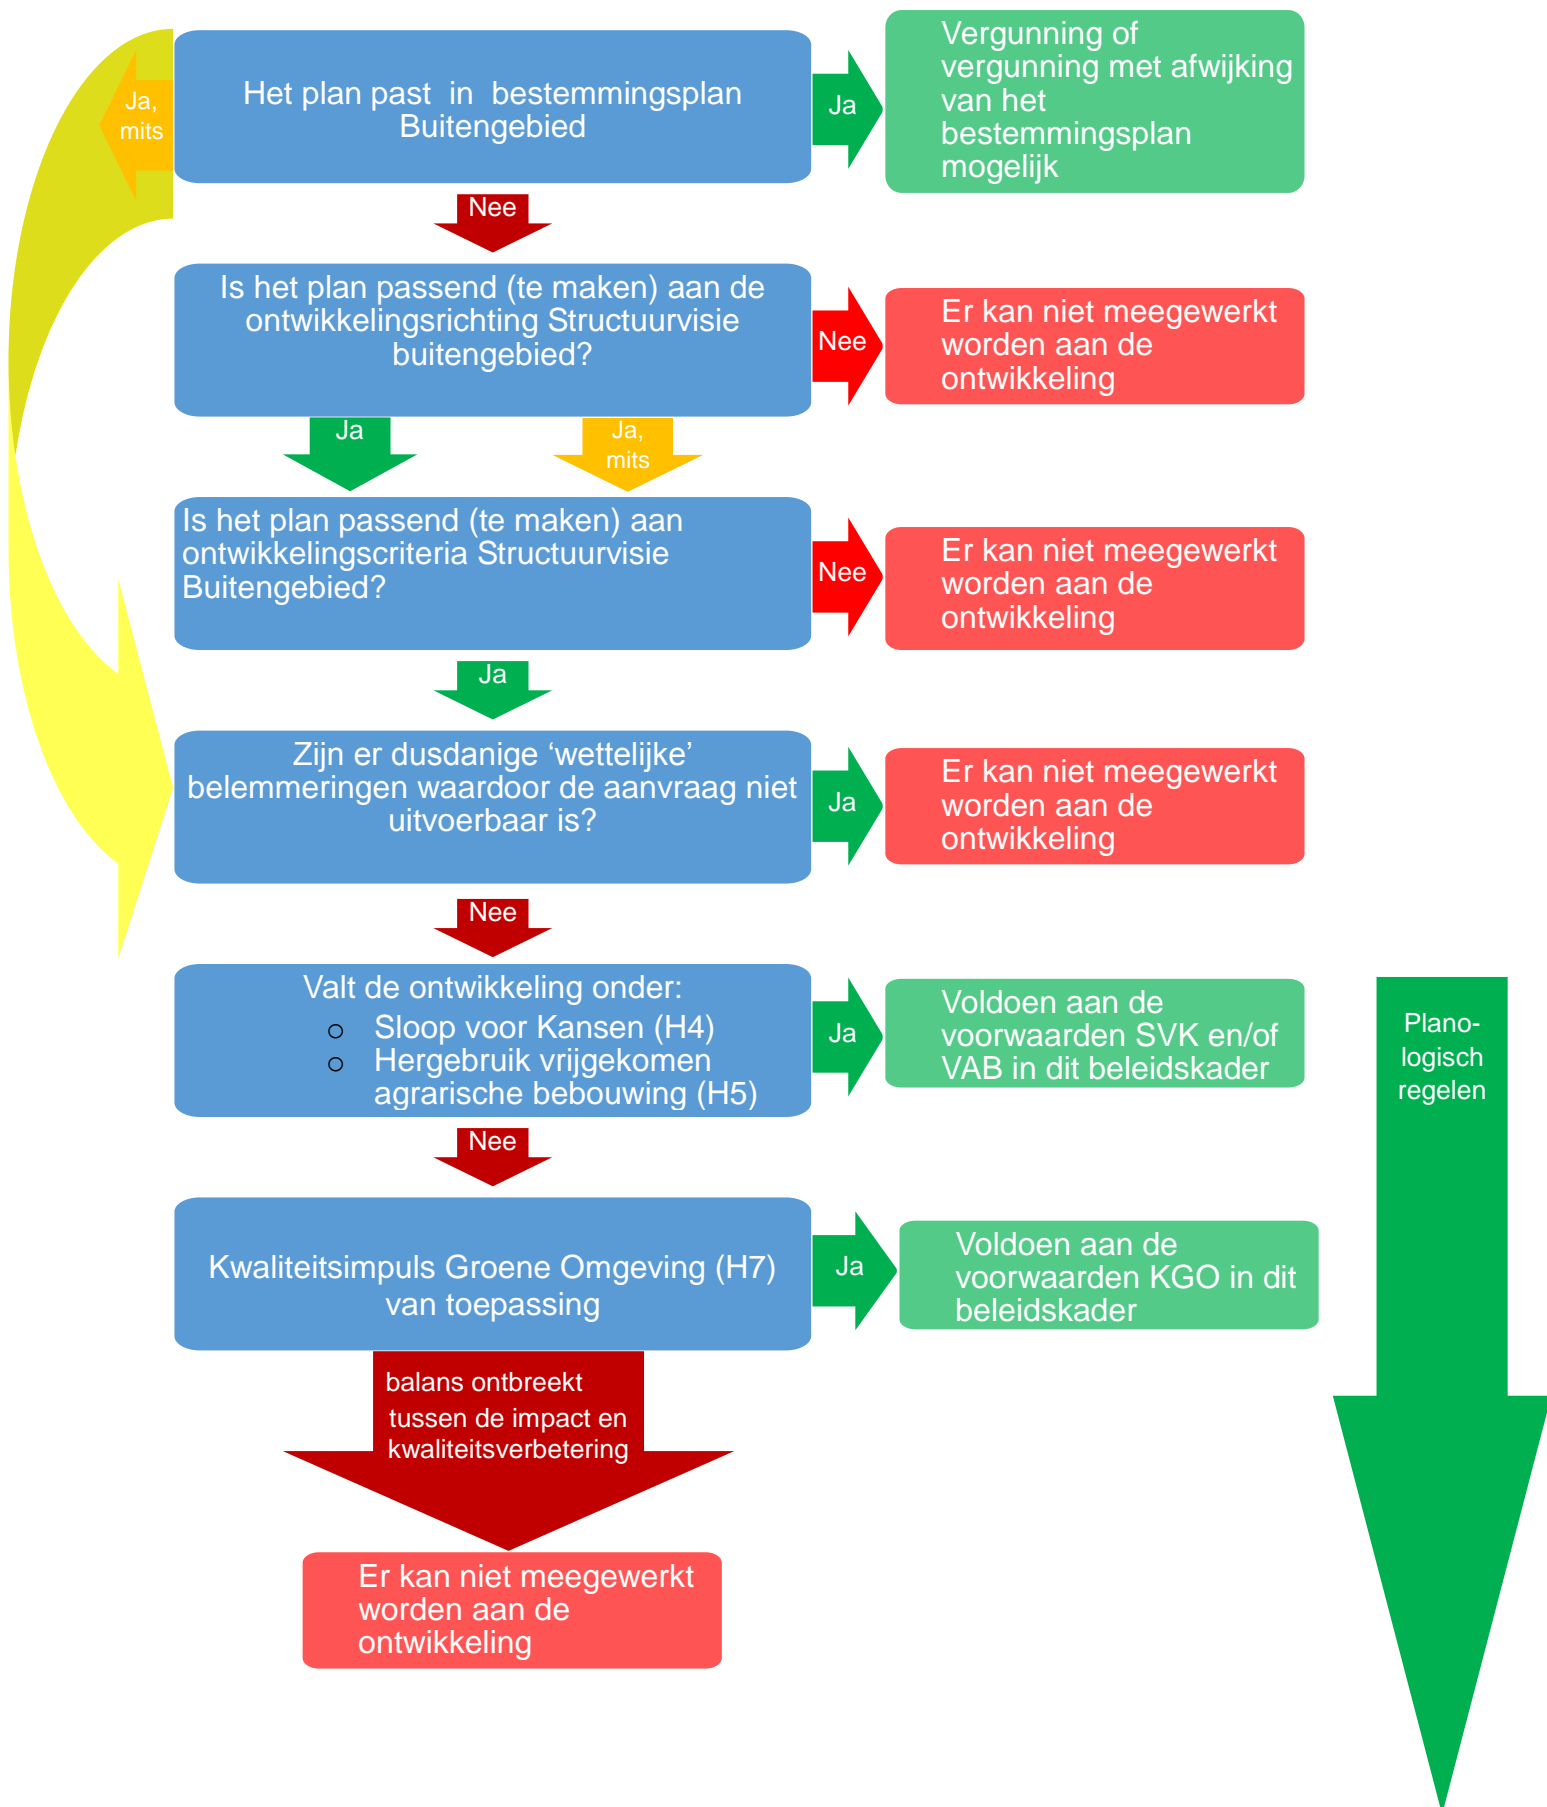 Ja,
mits
Het plan past in bestemmingsplan
Buitengebied
Ja
Vergunning of
vergunning met afwijking
van het
bestemmingsplan
mogelijk
Nee
Is het plan passend (te maken) aan de
ontwikkelingsrichting Structuurvisie
buitengebied?
Nee
Er kan niet meegewerkt
worden aan de
ontwikkeling
Ja
Ja,
mits
Is het plan passend (te maken) aan
ontwikkelingscriteria Structuurvisie
Buitengebied?
Nee
Er kan niet meegewerkt
worden aan de
ontwikkeling
Ja
Zijn er dusdanige ‘wettelijke’
belemmeringen waardoor de aanvraag niet
uitvoerbaar is?
Ja
Er kan niet meegewerkt
worden aan de
ontwikkeling
Nee
Valt de ontwikkeling onder:
o Sloop voor Kansen (H4)
o Hergebruik vrijgekomen
agrarische bebouwing (H5)
Ja
Voldoen aan de
voorwaarden SVK en/of
VAB in dit beleidskader
Plano-
logisch
regelen
Nee
Kwaliteitsimpuls Groene Omgeving (H7)
van toepassing
Ja
Voldoen aan de
voorwaarden KGO in dit
beleidskader
balans ontbreekt
tussen de impact en
kwaliteitsverbetering
Er kan niet meegewerkt
worden aan de
ontwikkeling